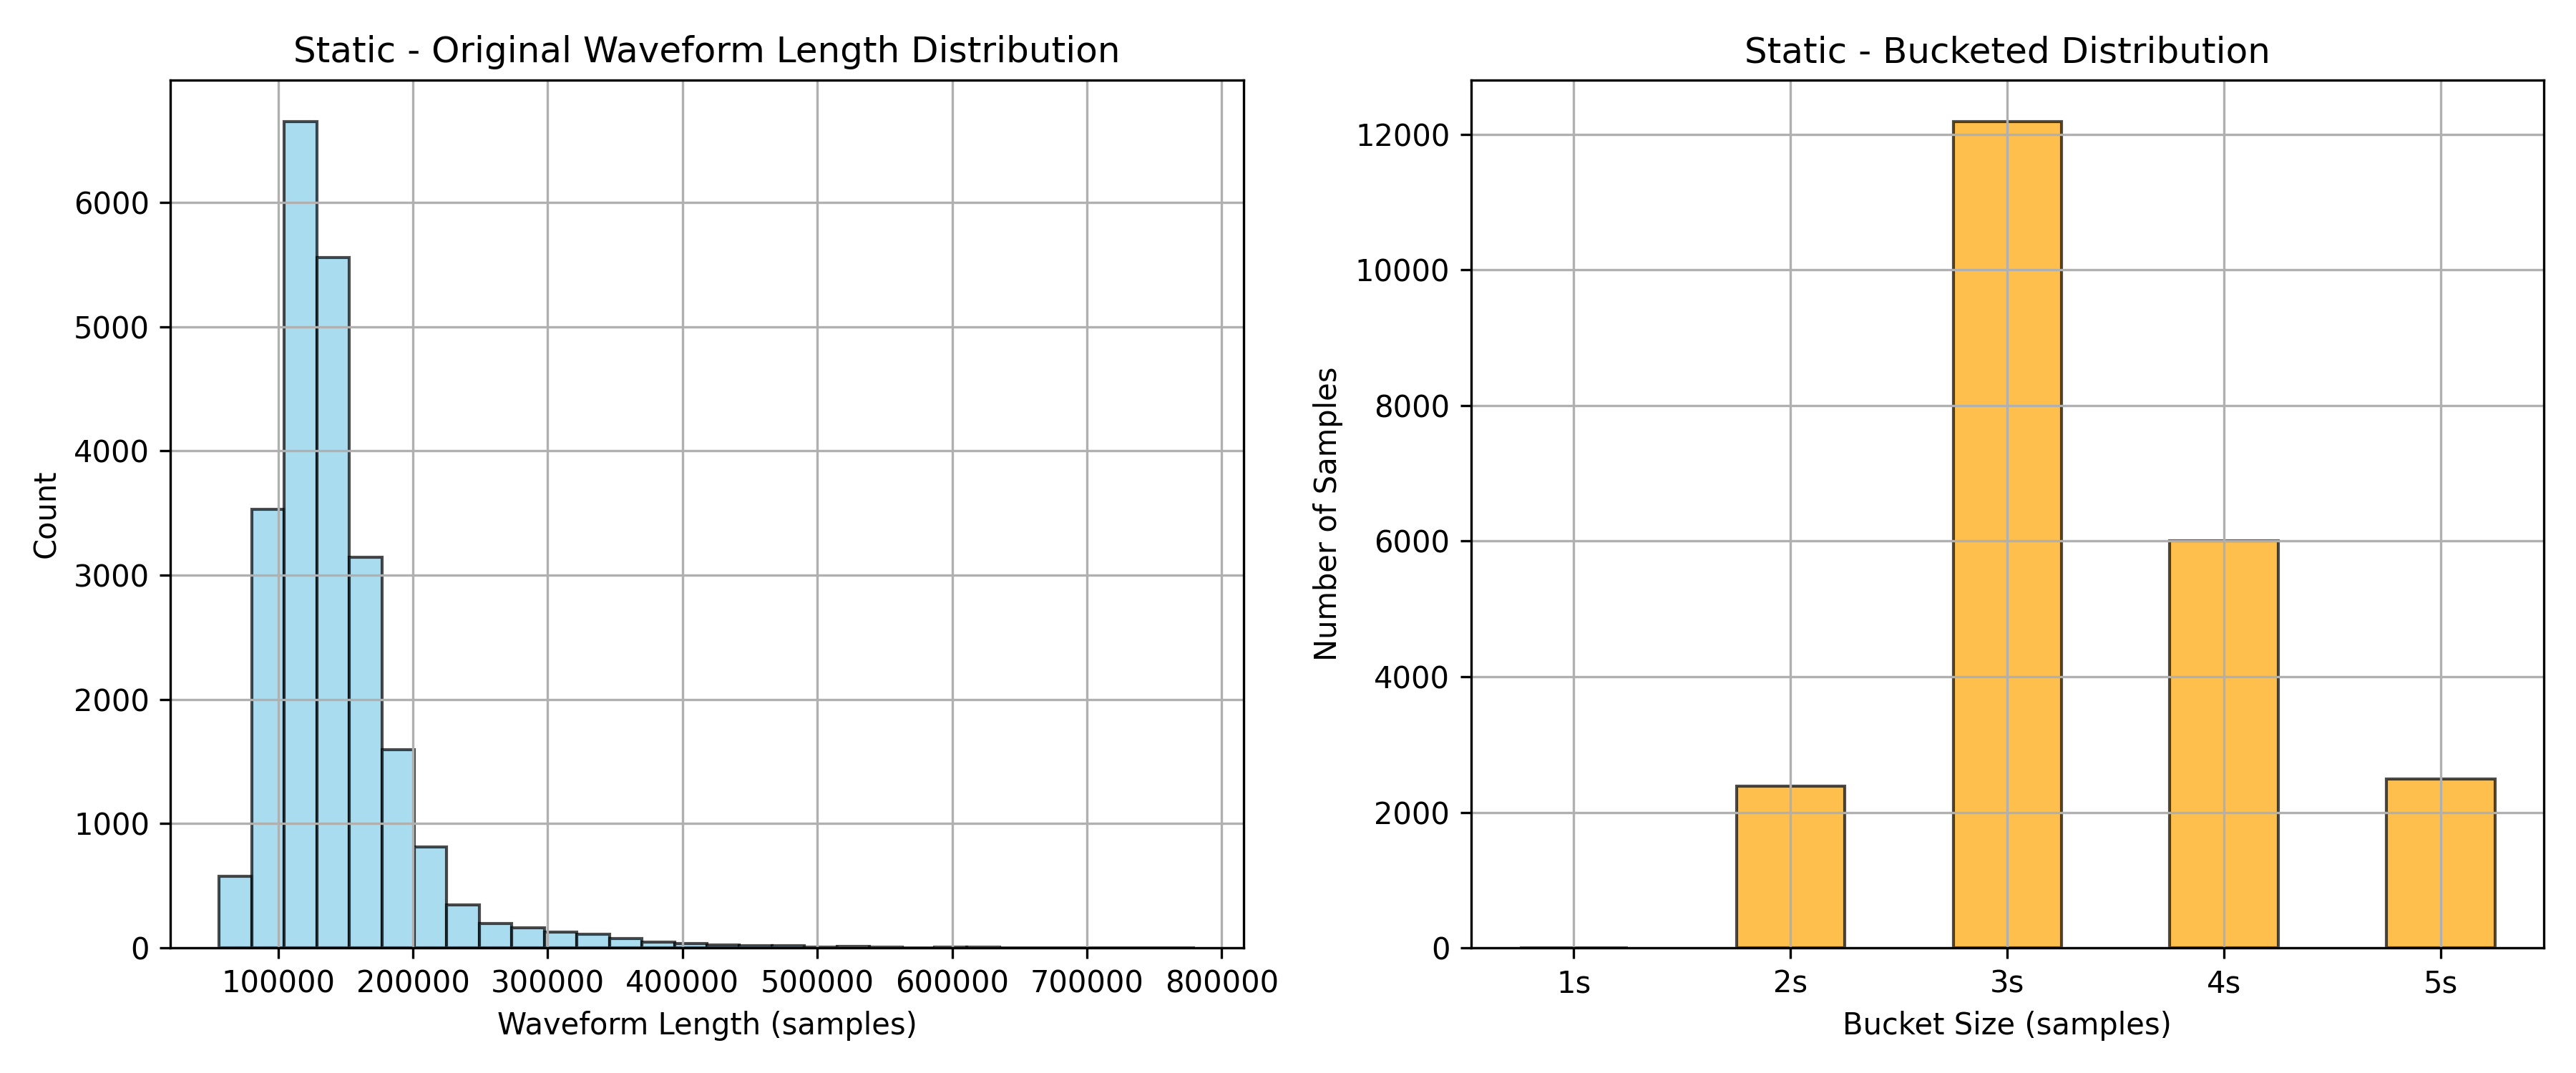 Static - Original Waveform Length Distribution
6000
5000
4000
3000
2000
1000
0
Count
100000 200000 300000 400000 500000 600000 700000 800000
Waveform Length (samples)
Static - Bucketed Distribution
12000
10000
8000
6000
4000
2000
0
Number of Samples
1s 2s 3s 4s 5s
Bucket Size (samples)